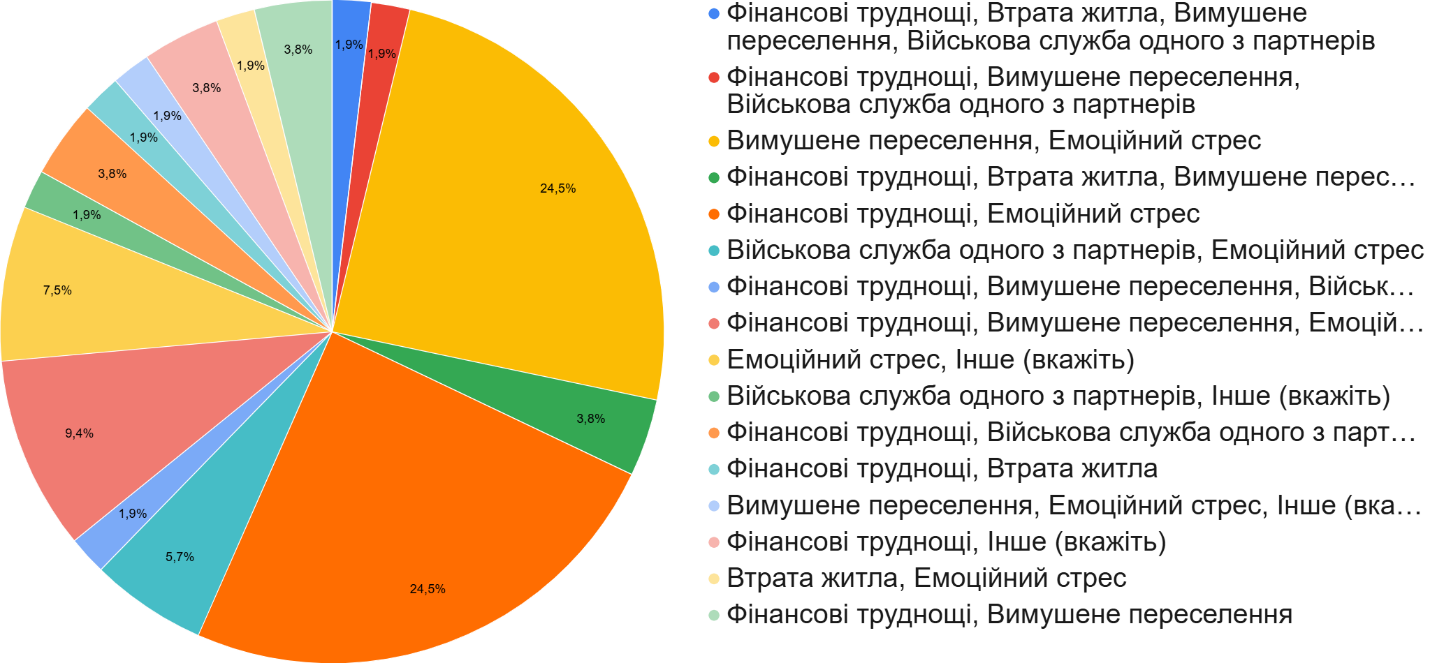 1,9%
1,9%
24,5%
3,8%
24,5%
5,7%
1,9%
9,4%
7,5%
1,9%
3,8%
1,9%
1,9%
3,8%
1,9%
3,8%
Фінансові труднощі, Втрата житла, Вимушене
переселення, Військова служба одного з партнерів
Фінансові труднощі, Вимушене переселення,
Військова служба одного з партнерів
Вимушене переселення, Емоційний стрес
Фінансові труднощі, Втрата житла, Вимушене перес…
Фінансові труднощі, Емоційний стрес
Військова служба одного з партнерів, Емоційний стрес
Фінансові труднощі, Вимушене переселення, Військ…
Фінансові труднощі, Вимушене переселення, Емоцій…
Емоційний стрес, Інше (вкажіть)
Військова служба одного з партнерів, Інше (вкажіть)
Фінансові труднощі, Військова служба одного з парт…
Фінансові труднощі, Втрата житла
Вимушене переселення, Емоційний стрес, Інше (вка…
Фінансові труднощі, Інше (вкажіть)
Втрата житла, Емоційний стрес
Фінансові труднощі, Вимушене переселення